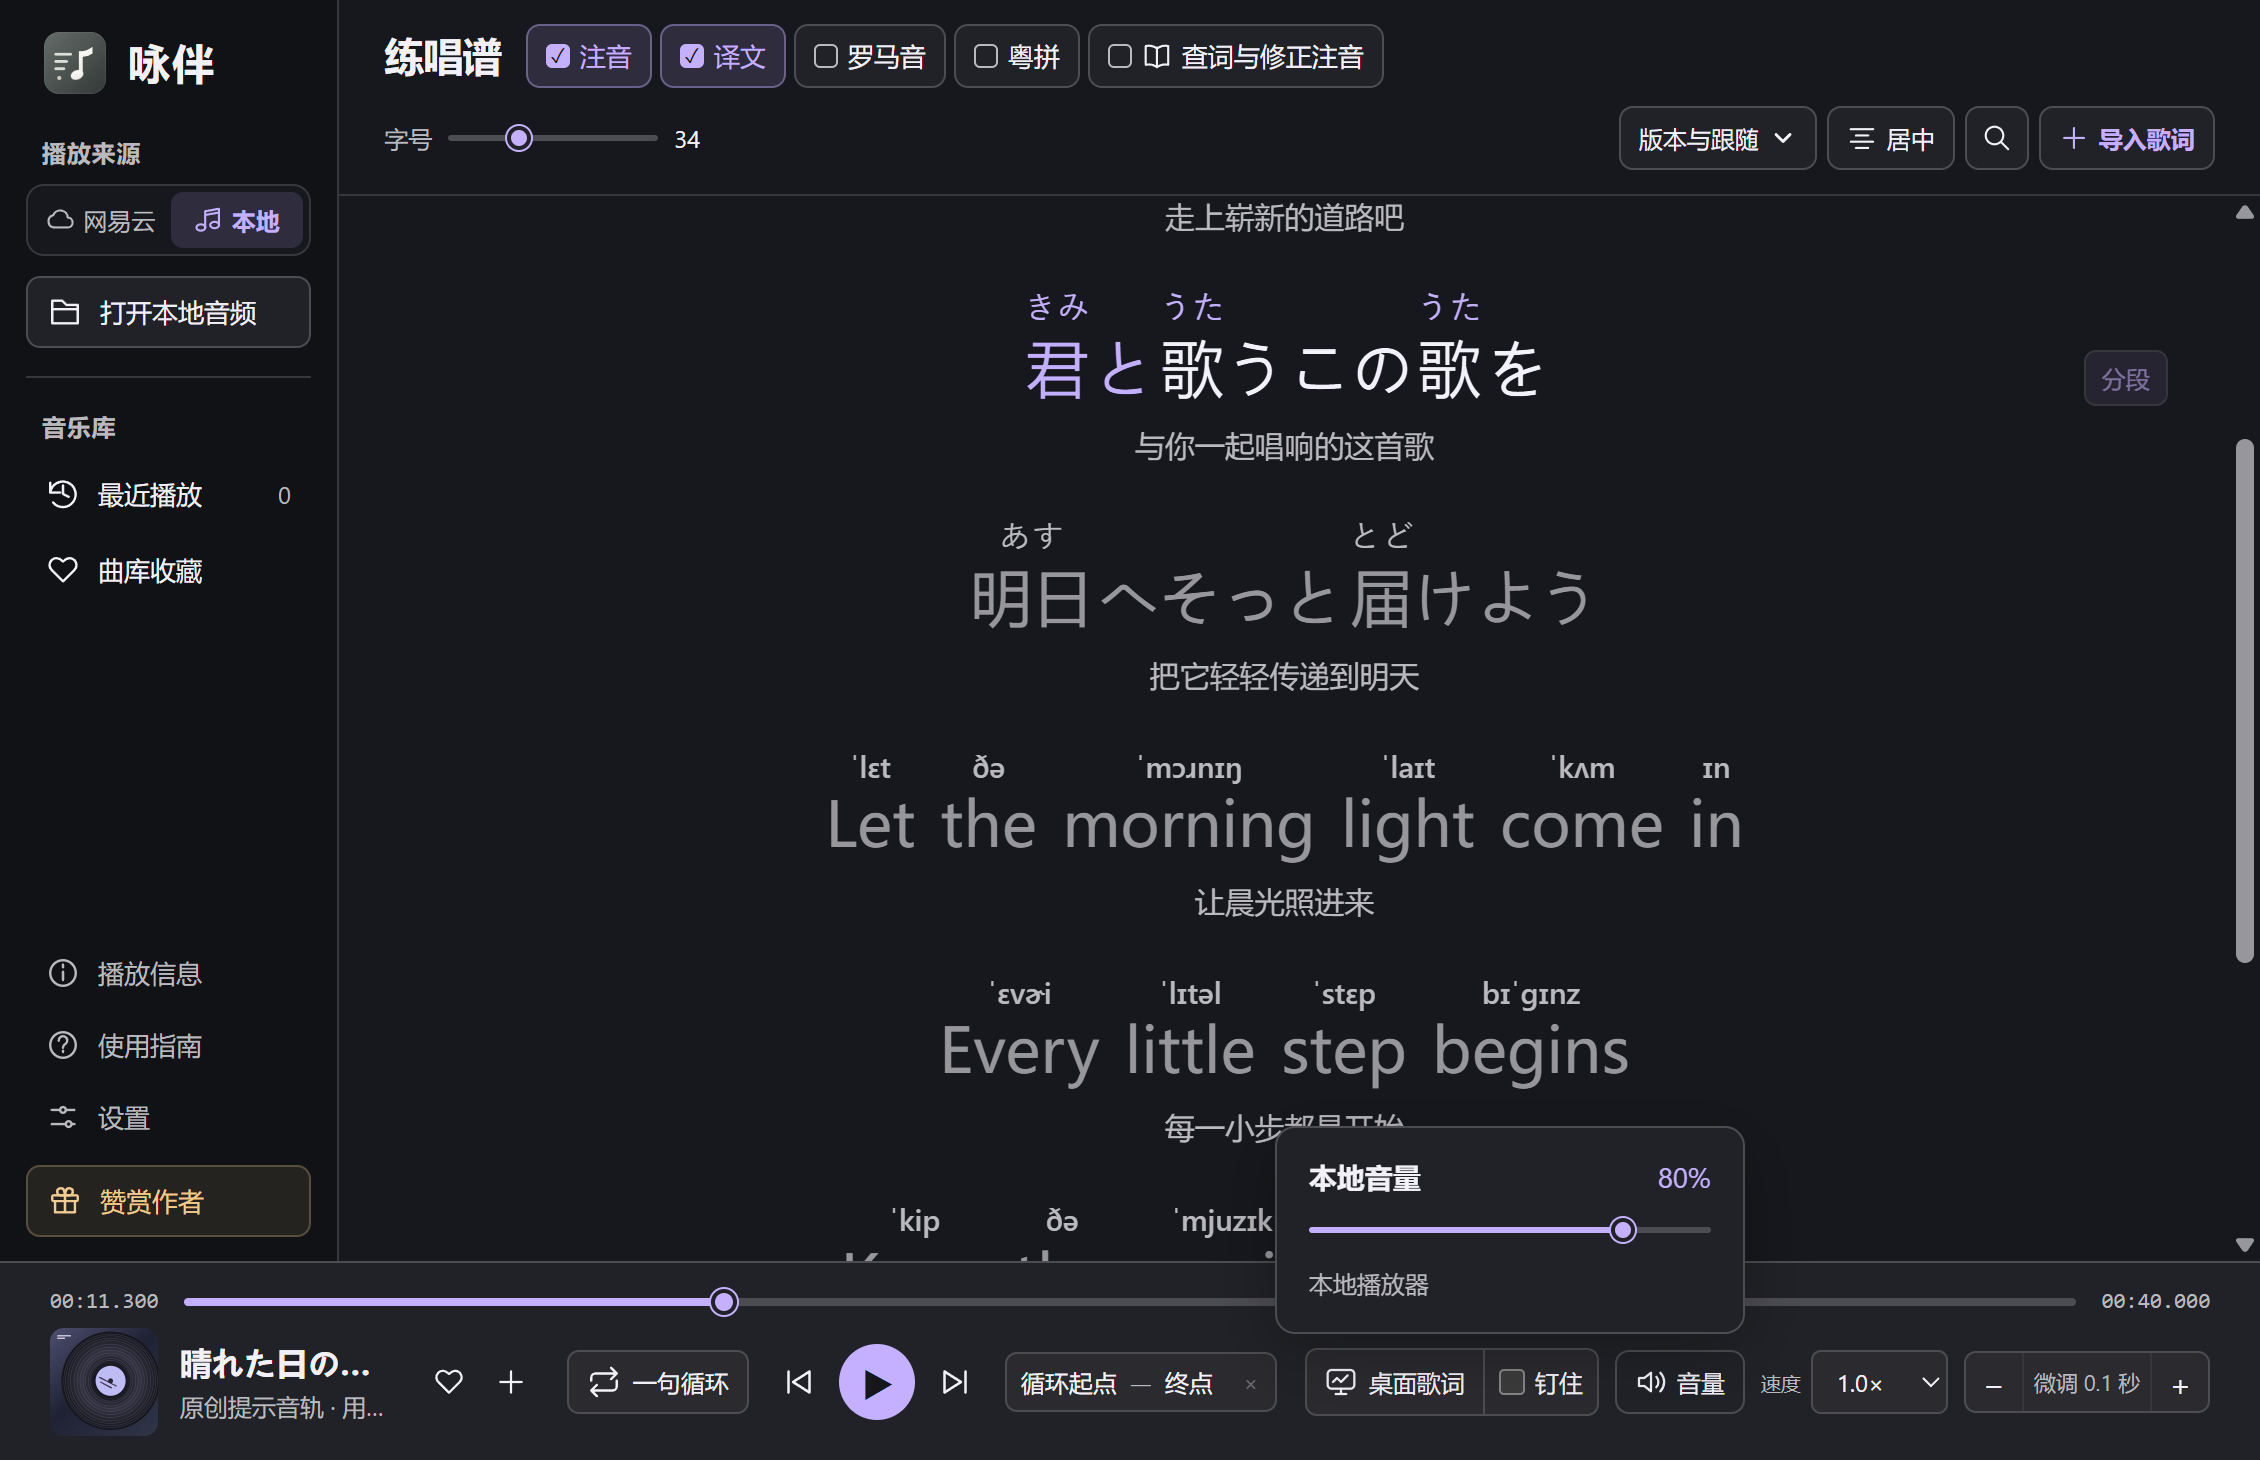 咏伴
播放来源
网易云
本地
打开本地音频
音乐库
最近播放 0
曲库收藏
播放信息
使用指南
设置
赞赏作者
练唱谱
注音
译文
罗马音
粤拼
查词与修正注音
字号 34
版本与跟随
居中
导入歌词
走上崭新的道路吧
きみ うた うた
君と歌うこの歌を
分段
与你一起唱响的这首歌
あす とど
明日へそっと届けよう
把它轻轻传递到明天
ˈlɛt ðə ˈmɔɹnɪŋ ˈlaɪt ˈkʌm ɪn
Let the morning light come in
让晨光照进来
ˈɛvɚi ˈlɪtəl ˈstɛp bɪˈɡɪnz
Every little step begins
每一小步都是开始
ˈkip ðə ˈmjuzɪk
本地音量 80%
本地播放器
00:11.300
00:40.000
晴れた日の...
原创提示音轨 · 用...
一句循环
循环起点 — 终点 ×
桌面歌词
钉住
音量
速度
1.0×
− 微调 0.1 秒 +